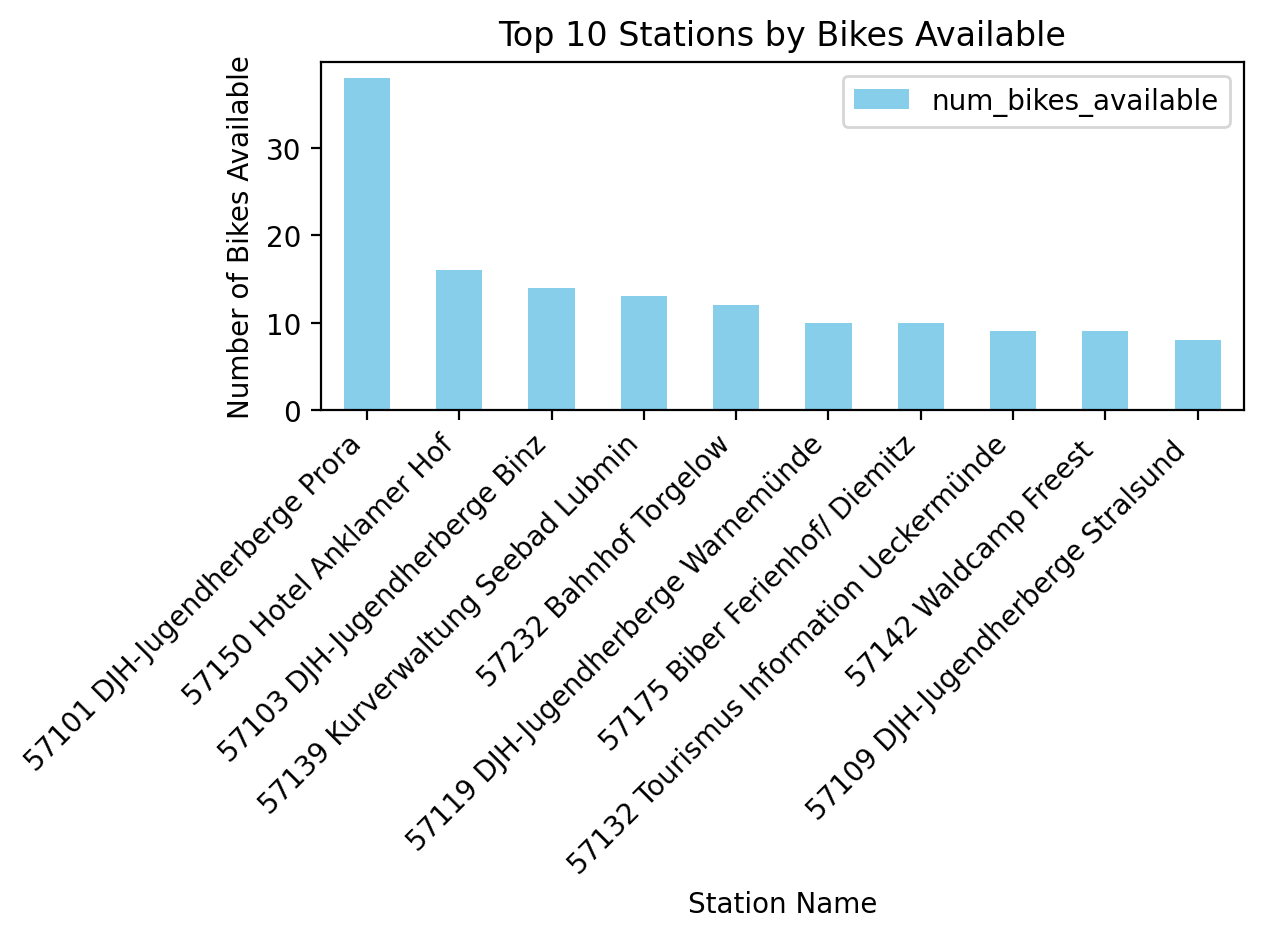 Top 10 Stations by Bikes Available
num_bikes_available
Number of Bikes Available
30
20
10
0
57101 DJH-Jugendherberge Prora
57150 Hotel Anklamer Hof
57103 DJH-Jugendherberge Binz
57139 Kurverwaltung Seebad Lubmin
57232 Bahnhof Torgelow
57119 DJH-Jugendherberge Warnemünde
57175 Biber Ferienhof/ Diemitz
57132 Tourismus Information Ueckermünde
57142 Waldcamp Freest
57109 DJH-Jugendherberge Stralsund
Station Name